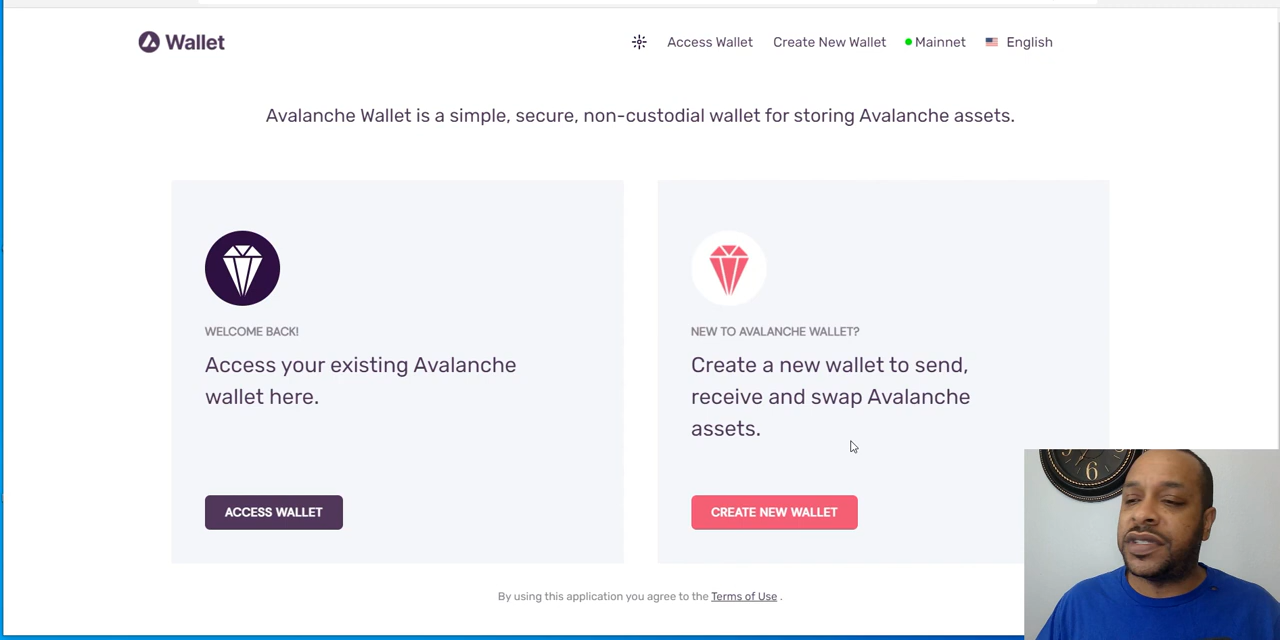 Wallet
Access Wallet
Create New Wallet
Mainnet
English
Avalanche Wallet is a simple, secure, non-custodial wallet for storing Avalanche assets.
WELCOME BACK!
Access your existing Avalanche
wallet here.
ACCESS WALLET
NEW TO AVALANCHE WALLET?
Create a new wallet to send,
receive and swap Avalanche
assets.
CREATE NEW WALLET
6
By using this application you agree to the Terms of Use .